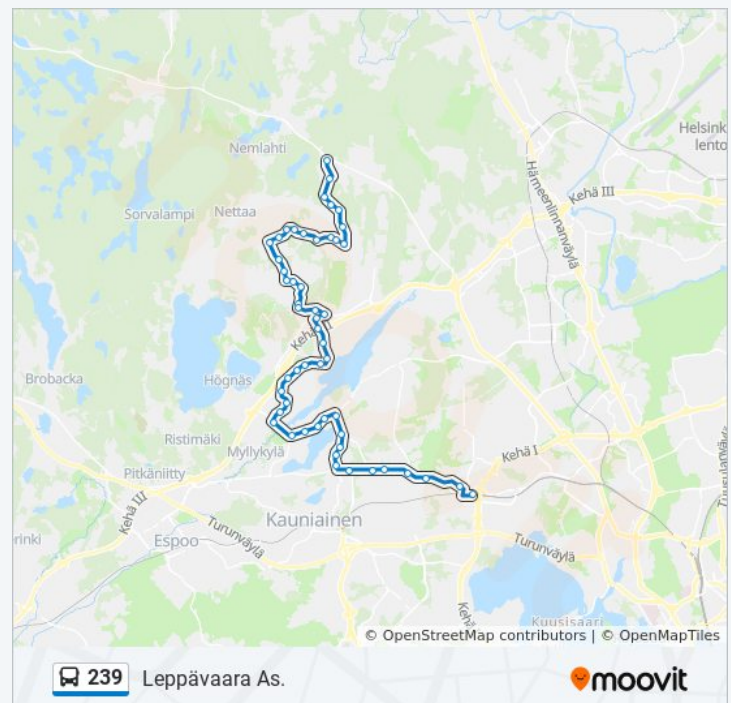 Helsink
lento
Nemlahti
Hämeenlinnanväylä
Kehä III
Sorvalampi
Nettaa
Kehä
Brobacka
Högnäs
Ristimäki
Myllykylä
Kehä I
Pitkäniitty
Kehä III
Kauniainen
Turunväylä
rinki
Espoo
Turunväylä
Tuusulanväylä
Kehä
Kuusisaari
© OpenStreetMap contributors | © OpenMapTiles
239 Leppävaara As.
moovit